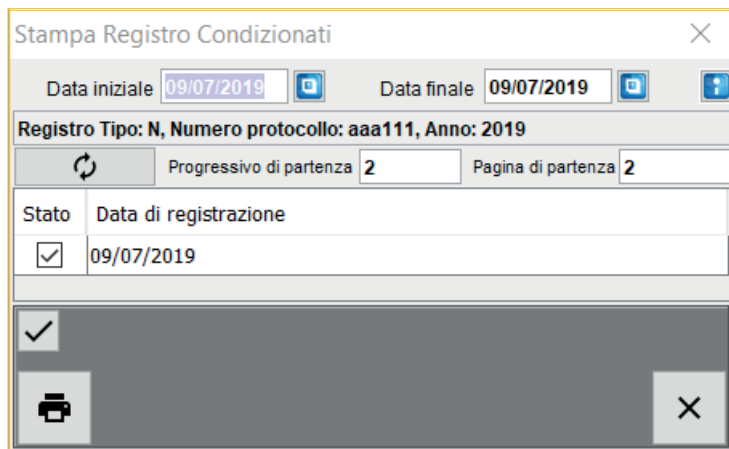 Stampa Registro Condizionati
Data iniziale 09/07/2019 Data finale 09/07/2019
Registro Tipo: N, Numero protocollo: aaa111, Anno: 2019
Progressivo di partenza 2 Pagina di partenza 2
Stato Data di registrazione
09/07/2019